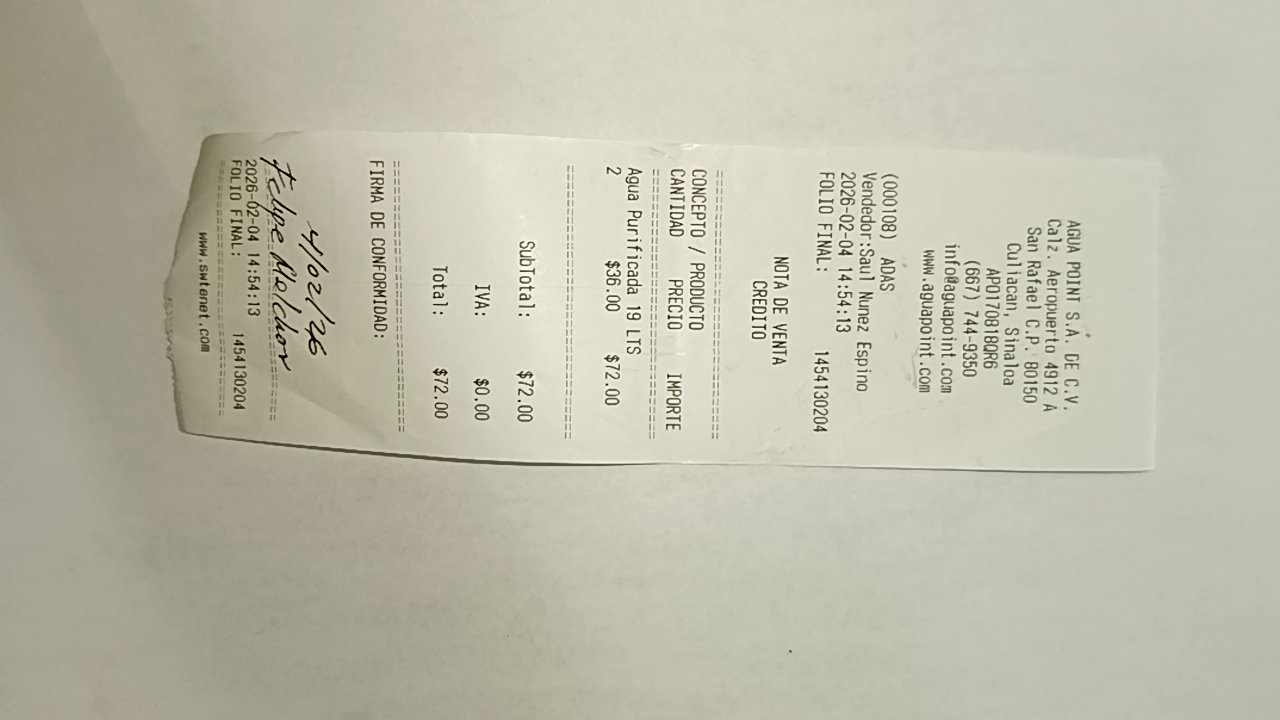 AGUA POINT S.A. DE C.V.
Calz. Aeropuerto 4912 A
San Rafael C.P. 80150
Culiacan, Sinaloa
APO170818QR6
(667) 744-9350
info@aguapoint.com
www.aguapoint.com
(000108) ADAS
Vendedor:Saul Nunez Espino
2026-02-04 14:54:13
FOLIO FINAL: 1454130204
NOTA DE VENTA
CREDITO
CONCEPTO / PRODUCTO
CANTIDAD PRECIO IMPORTE
Agua Purificada 19 LTS
2 $36.00 $72.00
SubTotal: $72.00
IVA: $0.00
Total: $72.00
FIRMA DE CONFORMIDAD:
4/02/26
Felipe Melchor
2026-02-04 14:54:13
FOLIO FINAL: 1454130204
www.swtenet.com